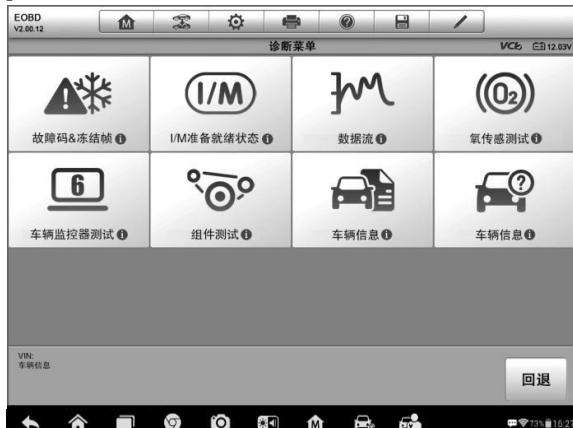 EOBD
V2.00.12
诊断菜单
VCI
12.03V
I/M
O2
故障码&冻结帧
I/M准备就绪状态
数据流
氧传感测试
6
车辆监控器测试
组件测试
车辆信息
车辆信息
VIN:
车辆信息
回退
73%
16:27